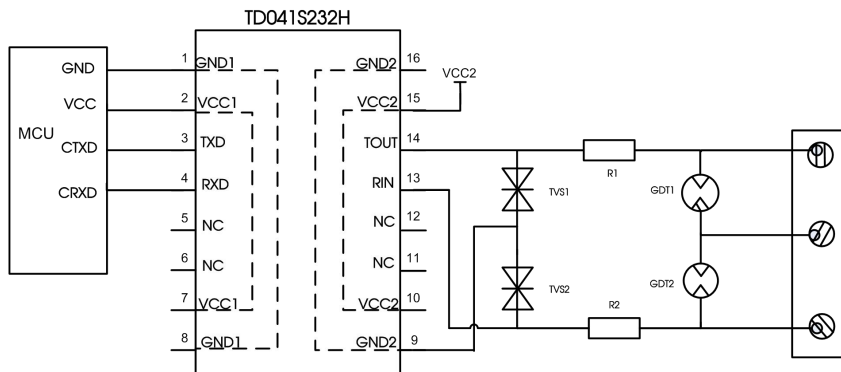 TD041S232H
MCU
GND
VCC
CTXD
CRXD
1
2
3
4
5
6
7
8
GND1
VCC1
TXD
RXD
NC
NC
VCC1
GND1
GND2
VCC2
TOUT
RIN
NC
NC
VCC2
GND2
16
15
14
13
12
11
10
9
VCC2
TVS1
TVS2
R1
R2
GDT1
GDT2